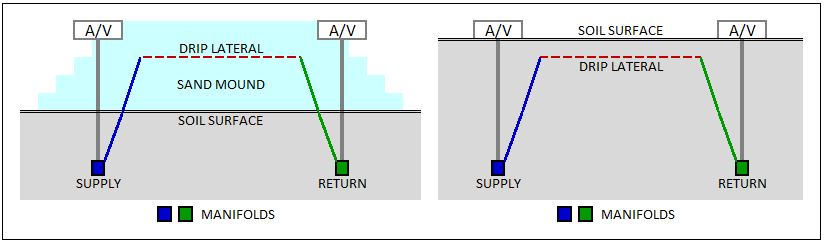 A/V
A/V
DRIP LATERAL
SAND MOUND
SOIL SURFACE
SUPPLY
RETURN
MANIFOLDS
A/V
SOIL SURFACE
A/V
DRIP LATERAL
SUPPLY
RETURN
MANIFOLDS